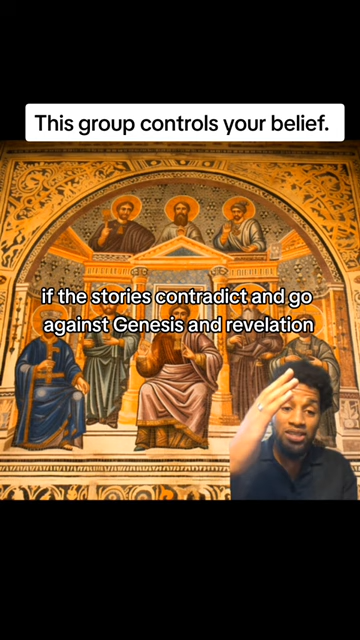 This group controls your belief.
if the stories contradict and go
against Genesis and revelation